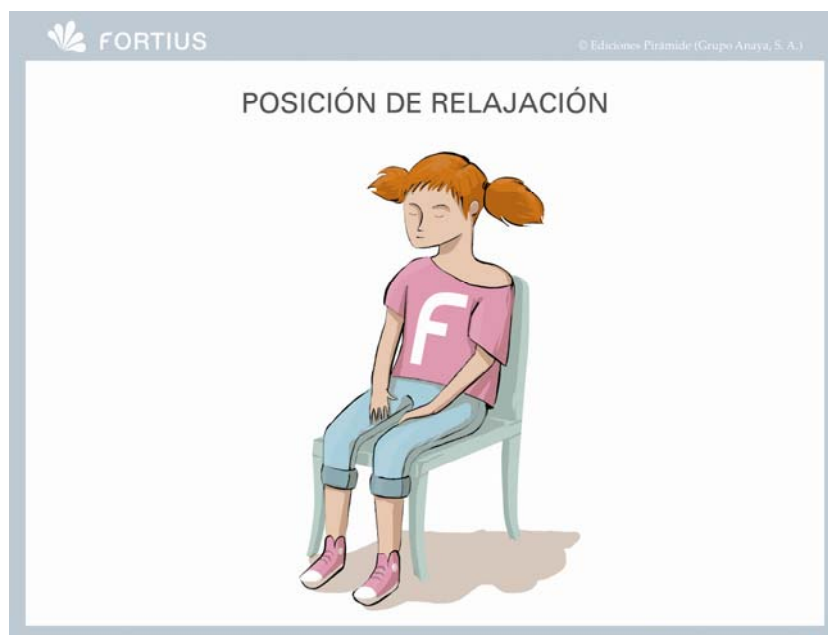 FORTIUS
© Ediciones Pirámide (Grupo Anaya, S. A.)
POSICIÓN DE RELAJACIÓN
F